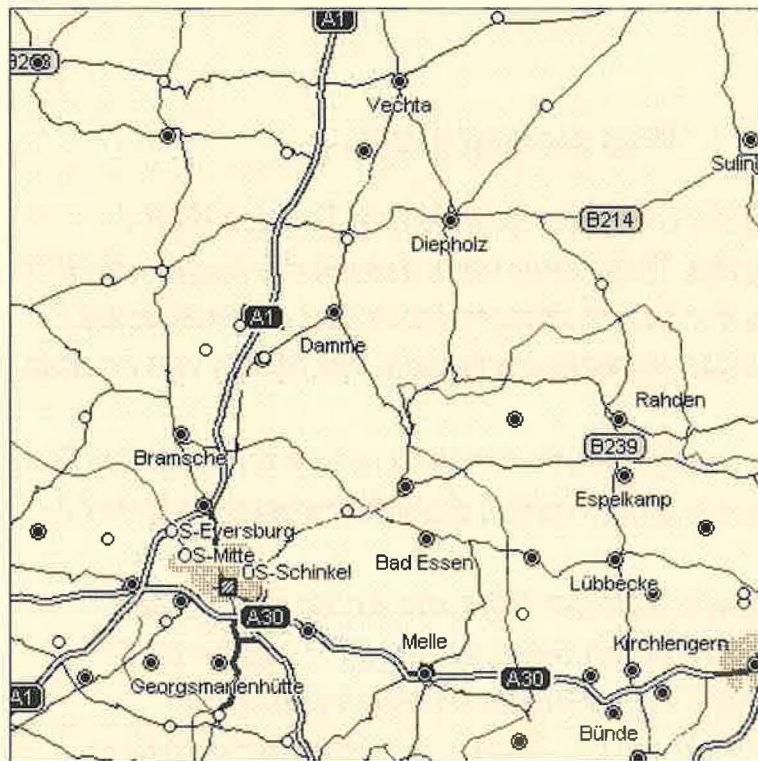 A1
Vechta
Sulin
B214
Diepholz
A1
Damme
Rahden
B239
Bramsche
Espelkamp
OS-Eversburg
OS-Mitte
Bad Essen
OS-Schinkel
Lübbecke
A30
Melle
Kirchlengern
A30
A1
Georgsmarienhütte
Bünde